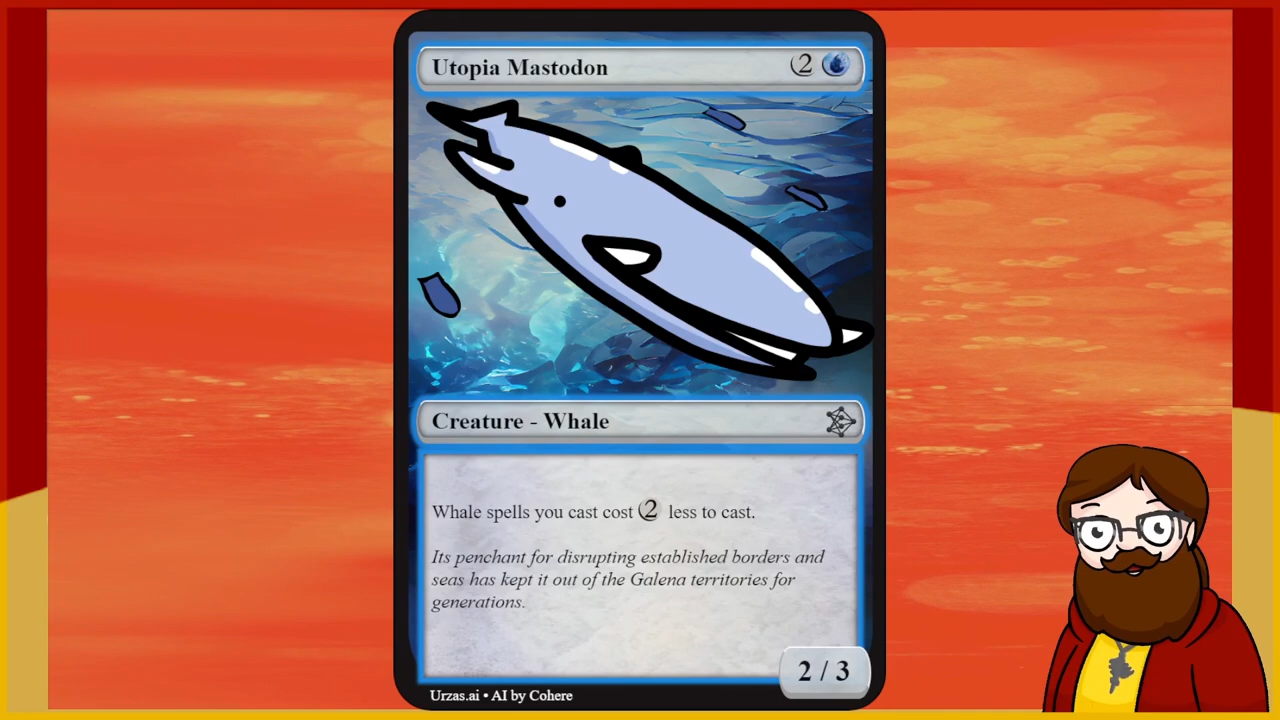 Utopia Mastodon 2
Creature - Whale
Whale spells you cast cost 2 less to cast.
Its penchant for disrupting established borders and
seas has kept it out of the Galena territories for
generations.
2 / 3
Urzas.ai • AI by Cohere